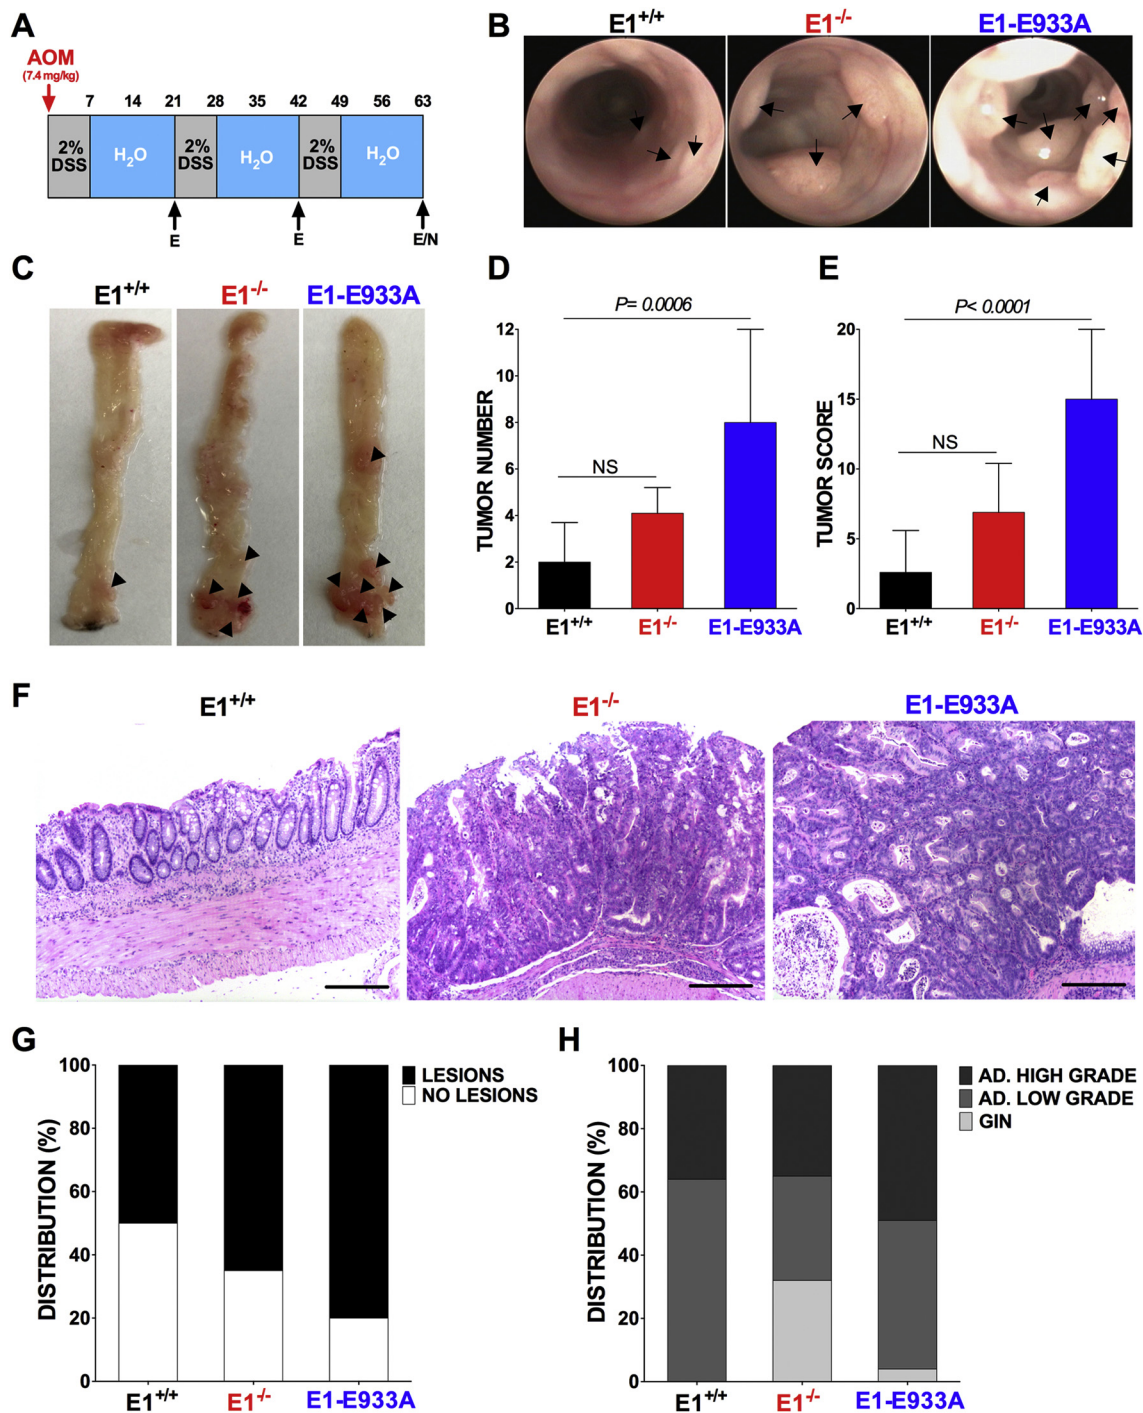 A
AOM
(7.4 mg/kg)
7 14 21 28 35 42 49 56 63
2% DSS
H2O
2% DSS
H2O
2% DSS
H2O
E E E/N
B
E1+/+ E1-/- E1-E933A
C
E1+/+ E1-/- E1-E933A
D
P= 0.0006
NS
TUMOR NUMBER
12
10
8
6
4
2
0
E1+/+ E1-/- E1-E933A
E
P< 0.0001
NS
TUMOR SCORE
20
15
10
5
0
E1+/+ E1-/- E1-E933A
F
E1+/+ E1-/- E1-E933A
G
DISTRIBUTION (%)
100
80
60
40
20
0
LESIONS
NO LESIONS
E1+/+ E1-/- E1-E933A
H
DISTRIBUTION (%)
100
80
60
40
20
0
AD. HIGH GRADE
AD. LOW GRADE
GIN
E1+/+ E1-/- E1-E933A